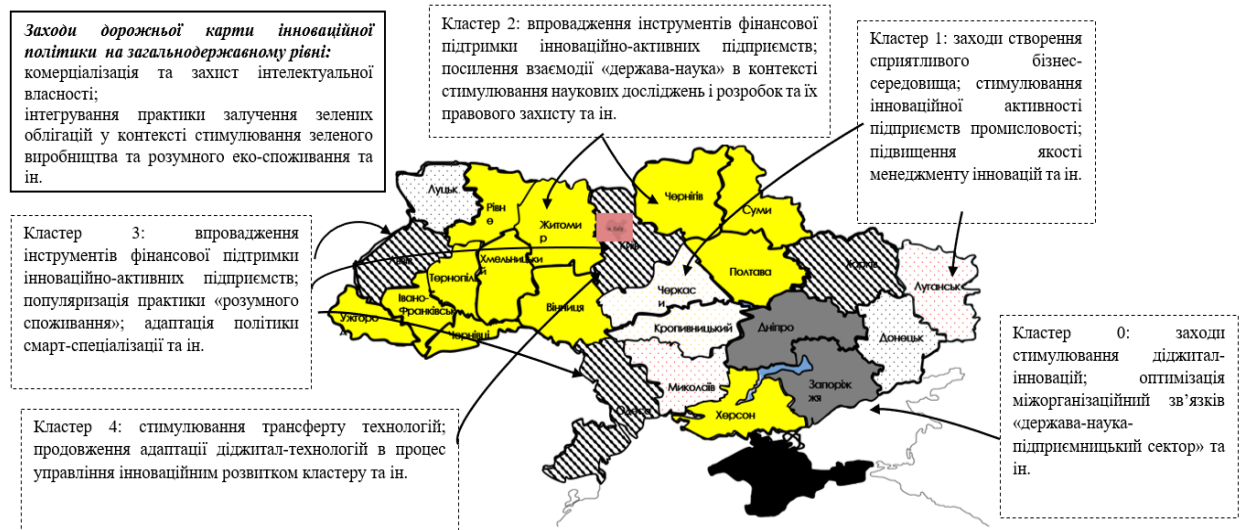 Заходи дорожньої карти інноваційної
політики на загальнодержавному рівні:
комерціалізація та захист інтелектуальної
власності;
інтегрування практики залучення зелених
облігацій у контексті стимулювання зеленого
виробництва та розумного еко-споживання та
ін.
Кластер 2: впровадження інструментів фінансової
підтримки інноваційно-активних підприємств;
посилення взаємодії «держава-наука» в контексті
стимулювання наукових досліджень і розробок та їх
правового захисту та ін.
Кластер 1: заходи створення
сприятливого бізнес-
середовища; стимулювання
інноваційної активності
підприємств промисловості;
підвищення якості
менеджменту інновацій та ін.
Кластер 3: впровадження
інструментів фінансової підтримки
інноваційно-активних підприємств;
популяризація практики «розумного
споживання»; адаптація політики
смарт-спеціалізації та ін.
Кластер 4: стимулювання трансферту технологій;
продовження адаптації діджитал-технологій в процес
управління інноваційним розвитком кластеру та ін.
Кластер 0: заходи
стимулювання діджитал-
інновацій; оптимізація
міжорганізаційний зв’язків
«держава-наука-
підприємницький сектор» та
ін.
Луцьк
Рівн
е
Житоми
р
Чернігів
Суми
Київ
Львів
Тернопіль
Хмельницьки
й
Вінниця
Івано-
Франківськ
Ужгоро
Чернівці
Черкас
и
Полтава
Харків
Луганськ
Кропивницький
Дніпро
Донецьк
Миколаїв
Запоріж
жя
Одеса
Херсон